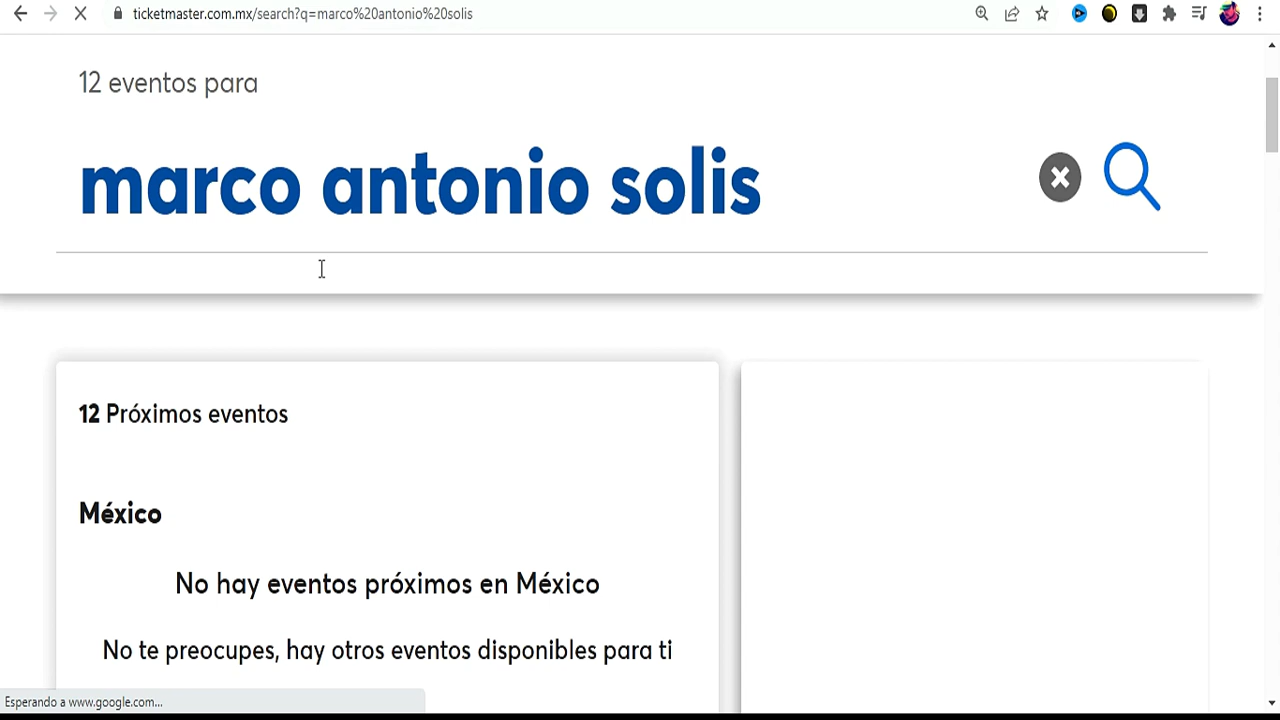 ticketmaster.com.mx/search?q=marco%20antonio%20solis
12 eventos para
marco antonio solis
12 Próximos eventos
México
No hay eventos próximos en México
No te preocupes, hay otros eventos disponibles para ti
Esperando a www.google.com...